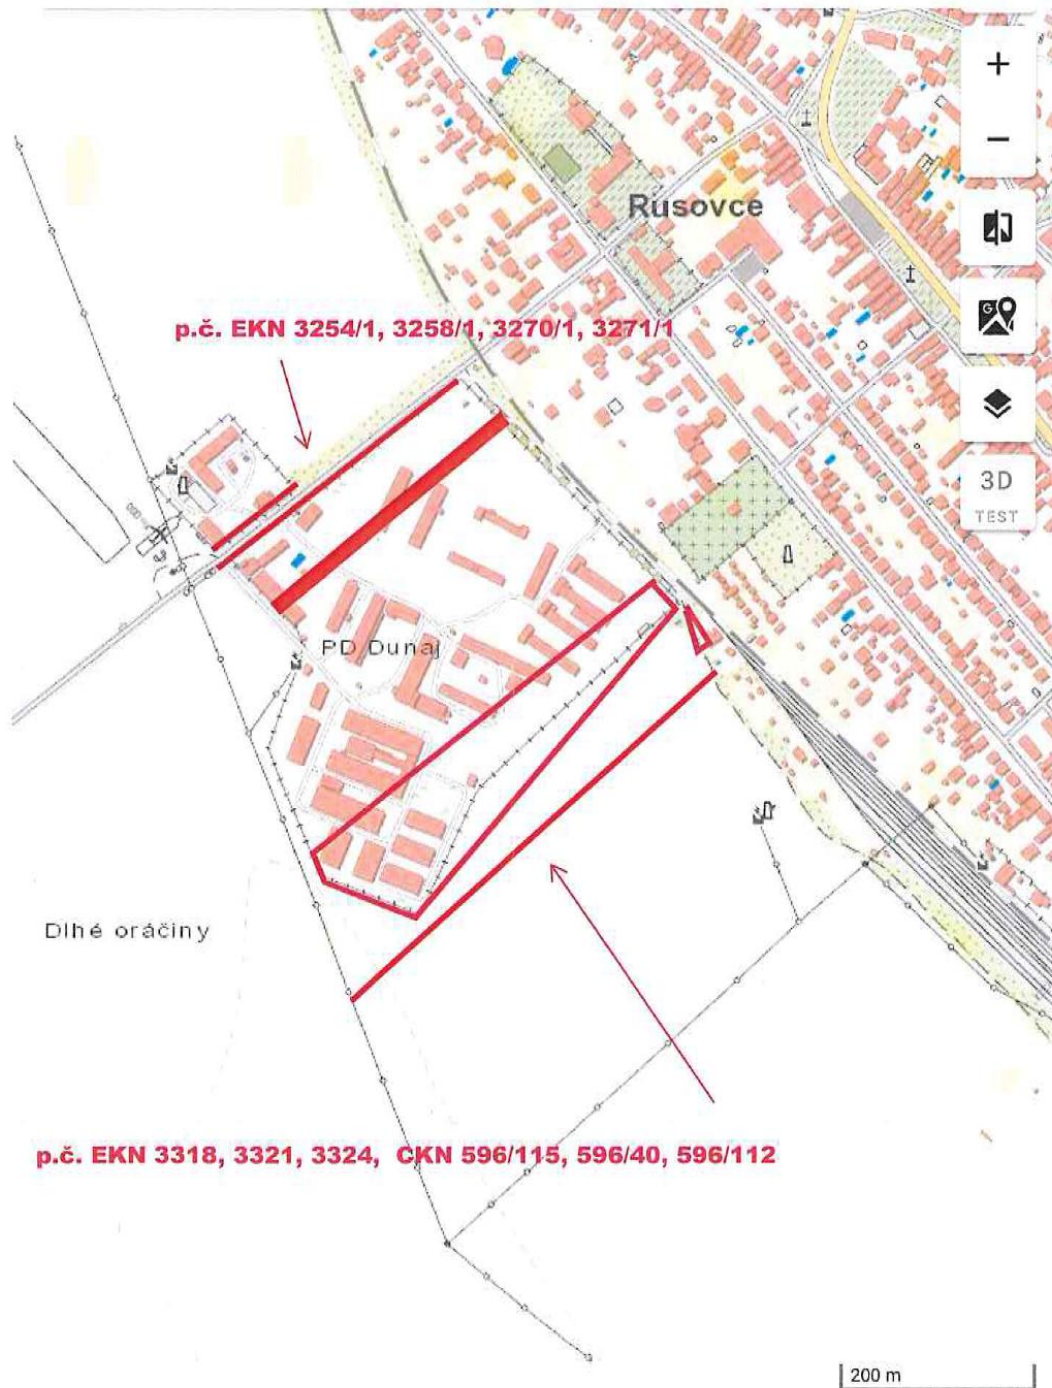 +
−
Rusovce
p.č. EKN 3254/1, 3258/1, 3270/1, 3271/1
3D
TEST
PD Dunaj
Dlhé oráčiny
p.č. EKN 3318, 3321, 3324, CKN 596/115, 596/40, 596/112
200 m